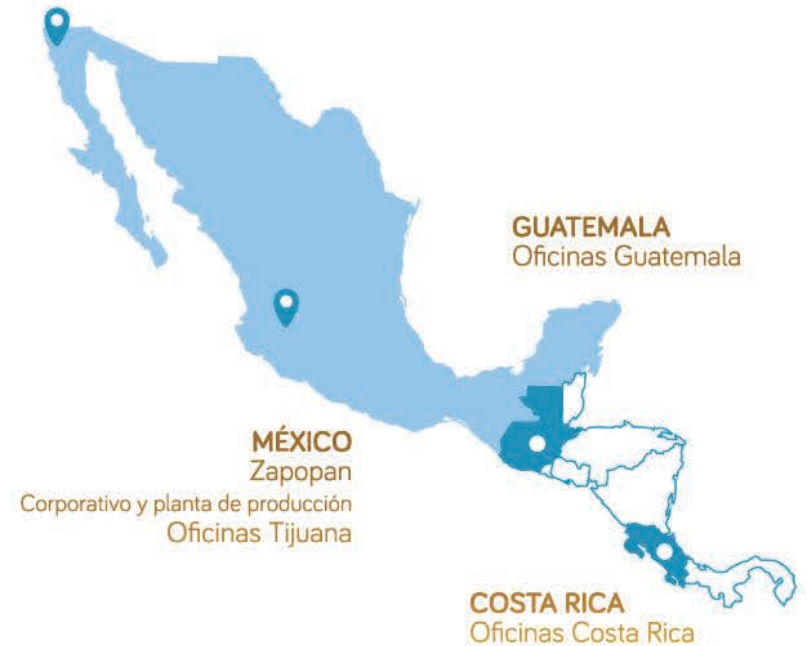 GUATEMALA
Oficinas Guatemala
MÉXICO
Zapopan
Corporativo y planta de producción
Oficinas Tijuana
COSTA RICA
Oficinas Costa Rica